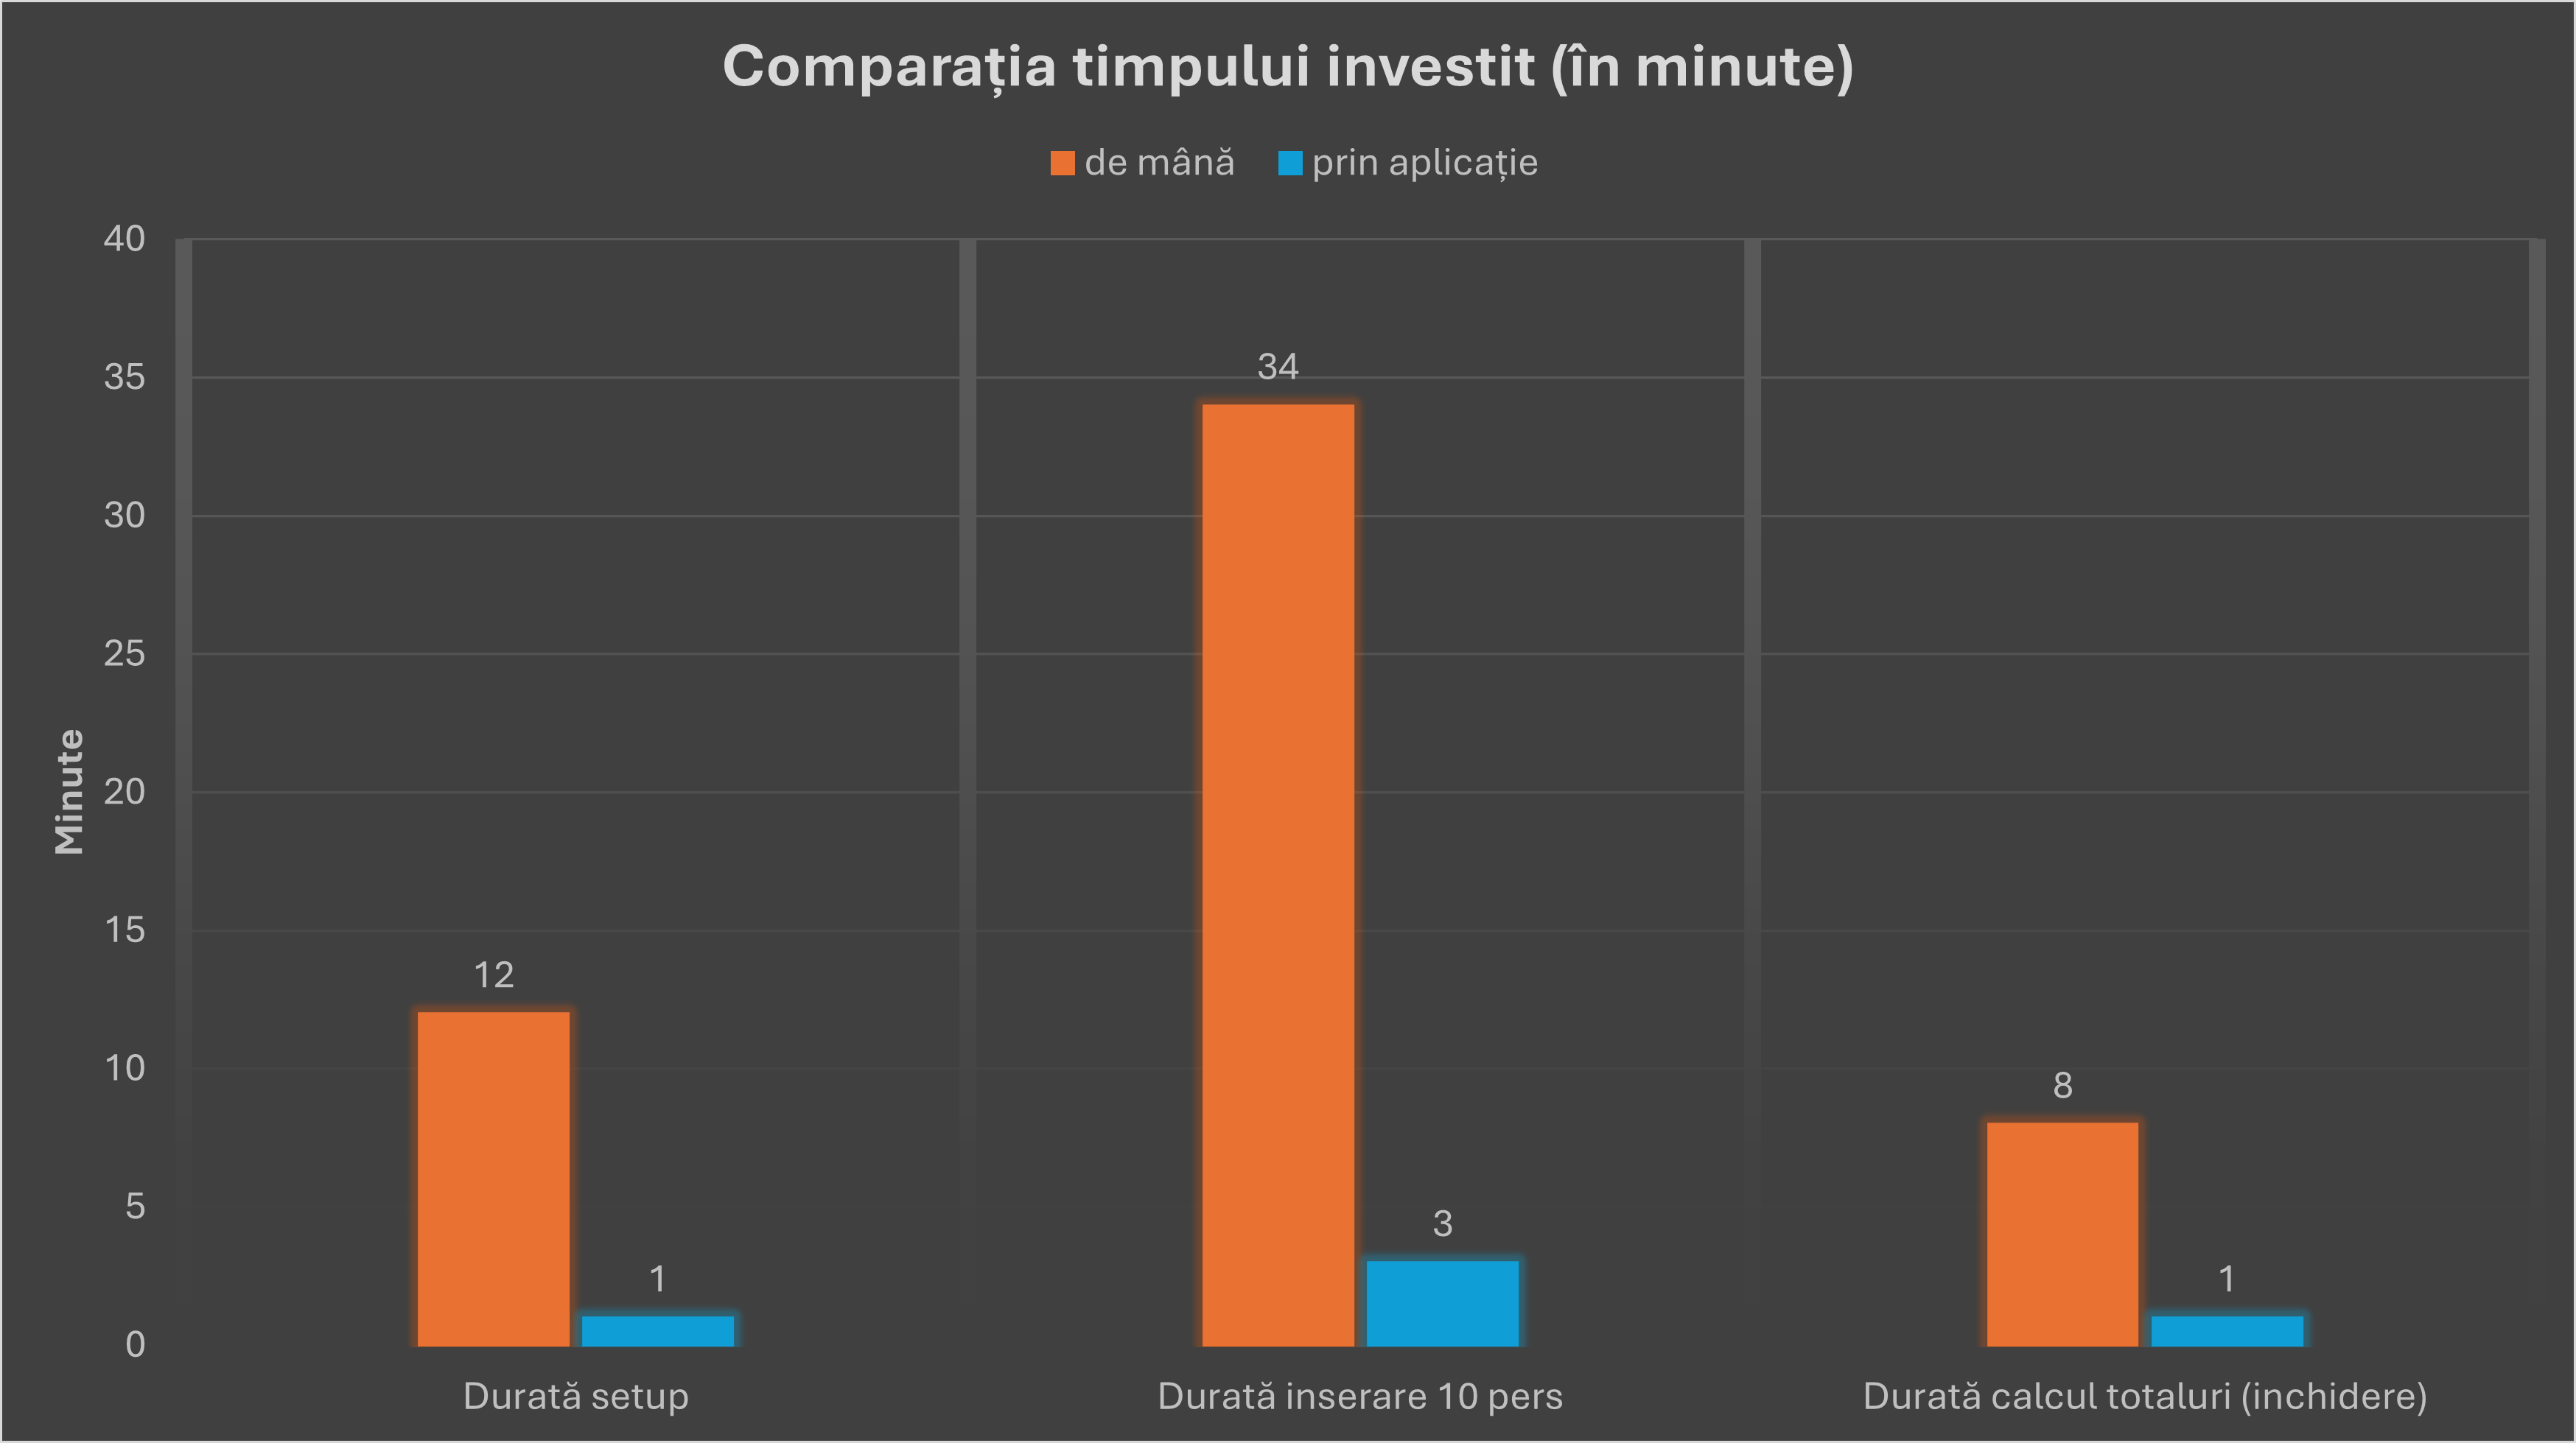 Comparația timpului investit (în minute)
de mână prin aplicație
40
35
30
25
20
15
10
5
0
Minute
12
1
34
3
8
1
Durată setup
Durată inserare 10 pers
Durată calcul totaluri (inchidere)